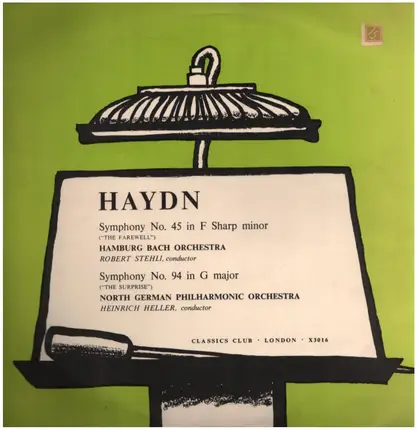 HAYDN
Symphony No. 45 in F Sharp minor
("THE FAREWELL")
HAMBURG BACH ORCHESTRA
ROBERT STEHLI, conductor
Symphony No. 94 in G major
("THE SURPRISE")
NORTH GERMAN PHILHARMONIC ORCHESTRA
HEINRICH HELLER, conductor
CLASSICS CLUB · LONDON · X3016